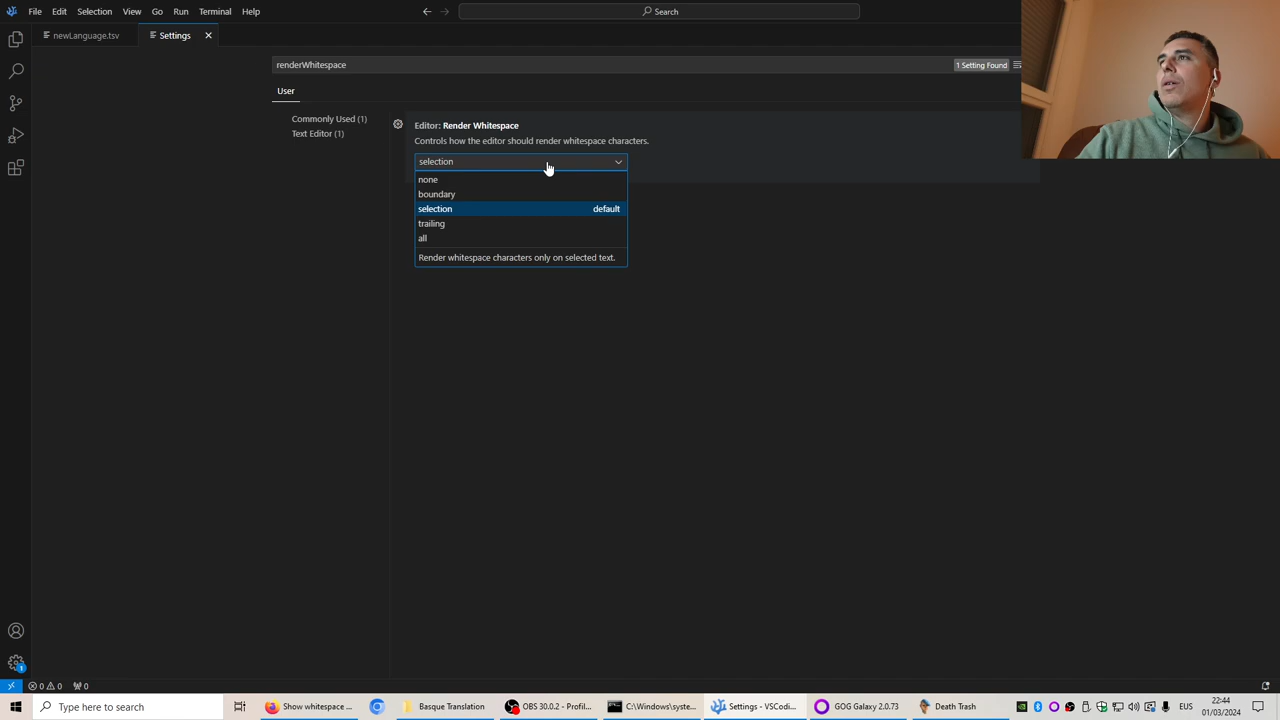 File Edit Selection View Go Run Terminal Help
Search
newLanguage.tsv
Settings
renderWhitespace
1 Setting Found
User
Commonly Used (1)
Text Editor (1)
Editor: Render Whitespace
Controls how the editor should render whitespace characters.
selection
none
boundary
selection default
trailing
all
Render whitespace characters only on selected text.
1
0 0 0
Type here to search
Show whitespace ...
Basque Translation
OBS 30.0.2 - Profil...
C:\Windows\syste...
Settings - VSCodi...
GOG Galaxy 2.0.73
Death Trash
EUS
22:44
01/03/2024